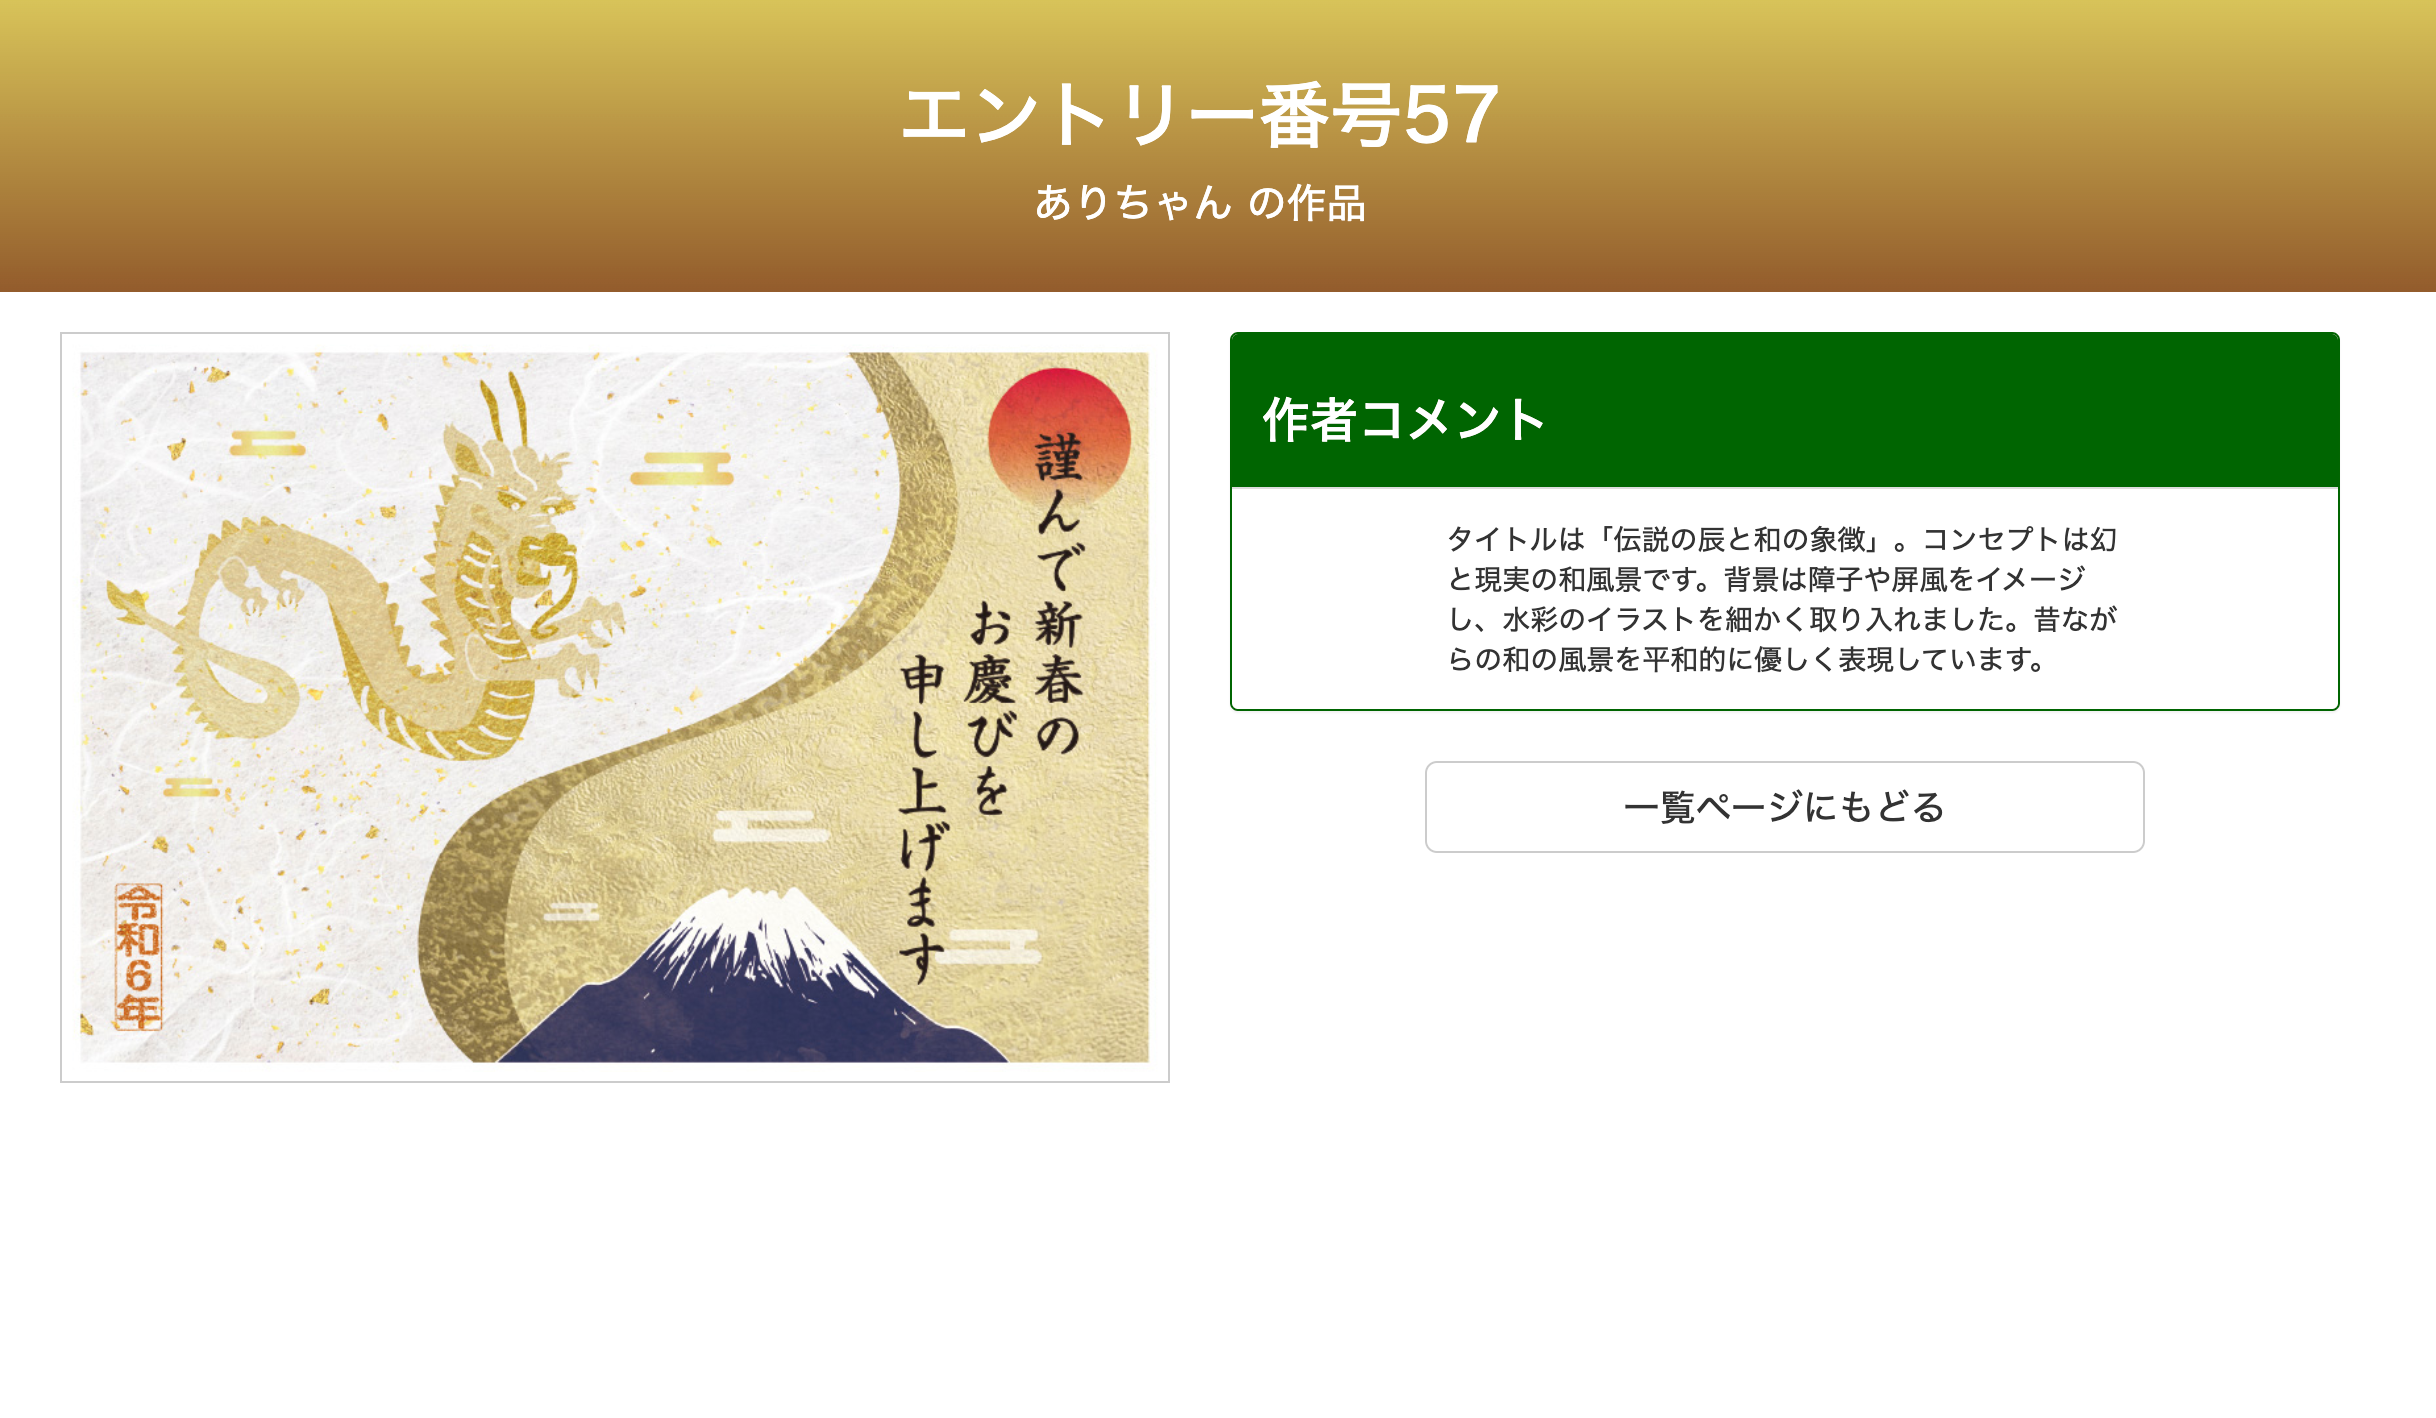 エントリー番号57
ありちゃん の作品
謹んで新春の
お慶びを
申し上げます
令和6年
作者コメント
タイトルは「伝説の辰と和の象徴」。コンセプトは幻
と現実の和風景です。背景は障子や屏風をイメージ
し、水彩のイラストを細かく取り入れました。昔なが
らの和の風景を平和的に優しく表現しています。
一覧ページにもどる